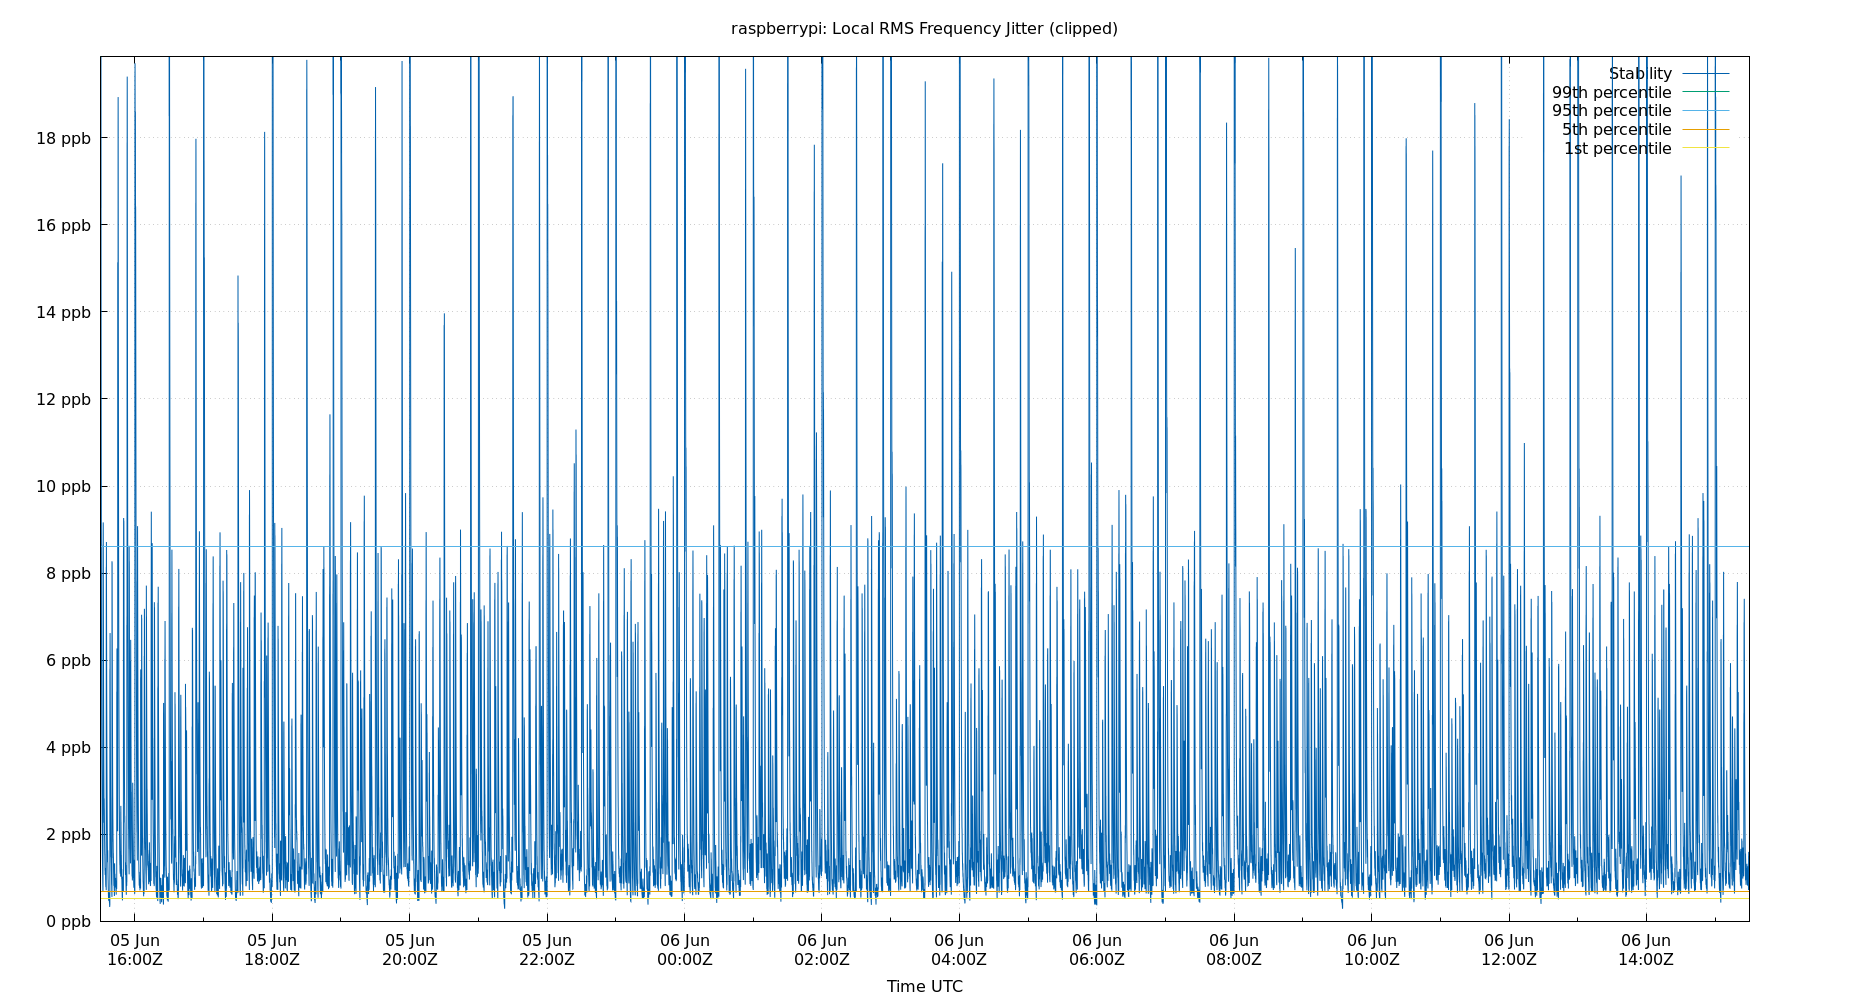 raspberrypi: Local RMS Frequency Jitter (clipped)
Stability
99th percentile
95th percentile
5th percentile
1st percentile
18 ppb
16 ppb
14 ppb
12 ppb
10 ppb
8 ppb
6 ppb
4 ppb
2 ppb
0 ppb
05 Jun 05 Jun 05 Jun 05 Jun 06 Jun 06 Jun 06 Jun 06 Jun 06 Jun 06 Jun 06 Jun 06 Jun
16:00Z 18:00Z 20:00Z 22:00Z 00:00Z 02:00Z 04:00Z 06:00Z 08:00Z 10:00Z 12:00Z 14:00Z
Time UTC